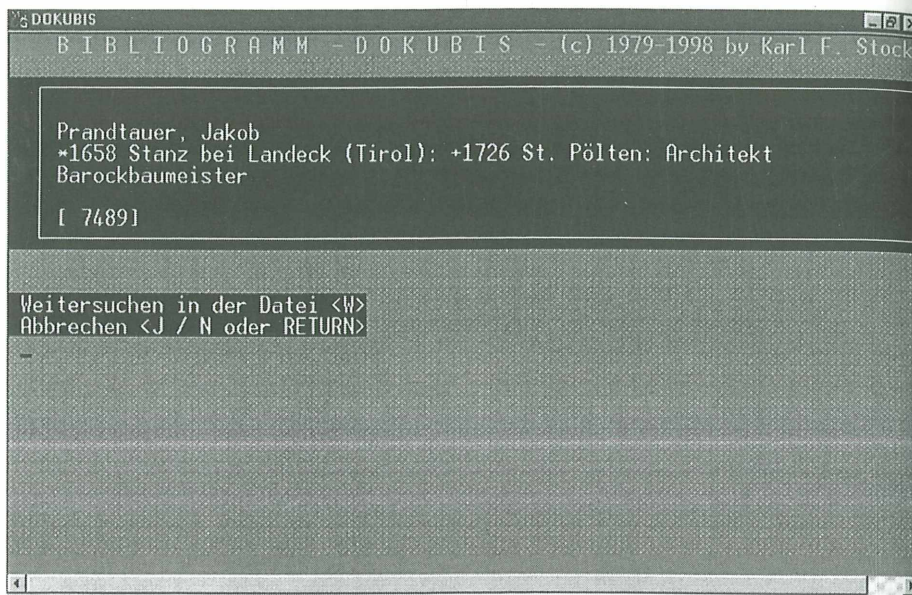 DOKUBIS
B I B L I O G R A M M - D O K U B I S - (c) 1979-1998 by Karl F. Stock
Prandtauer, Jakob
*1658 Stanz bei Landeck (Tirol): +1726 St. Pölten: Architekt
Barockbaumeister
[ 7489]
Weitersuchen in der Datei <W>
Abbrechen <J / N oder RETURN>